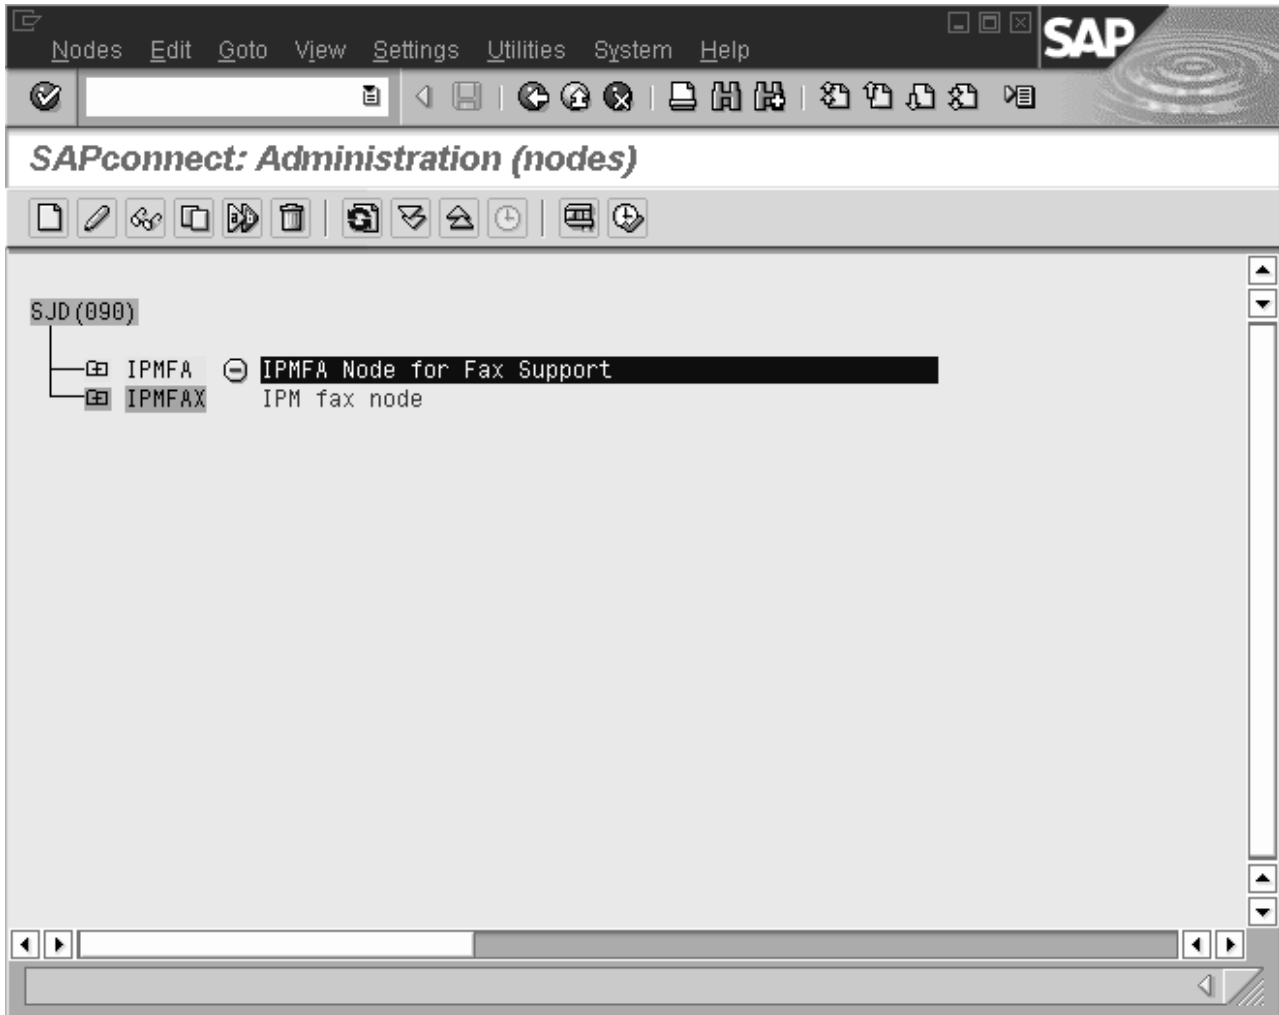 Nodes Edit Goto View Settings Utilities System Help
SAP
SAPconnect: Administration (nodes)
SJD(090)
IPMFA IPMFA Node for Fax Support
IPMFAX IPM fax node